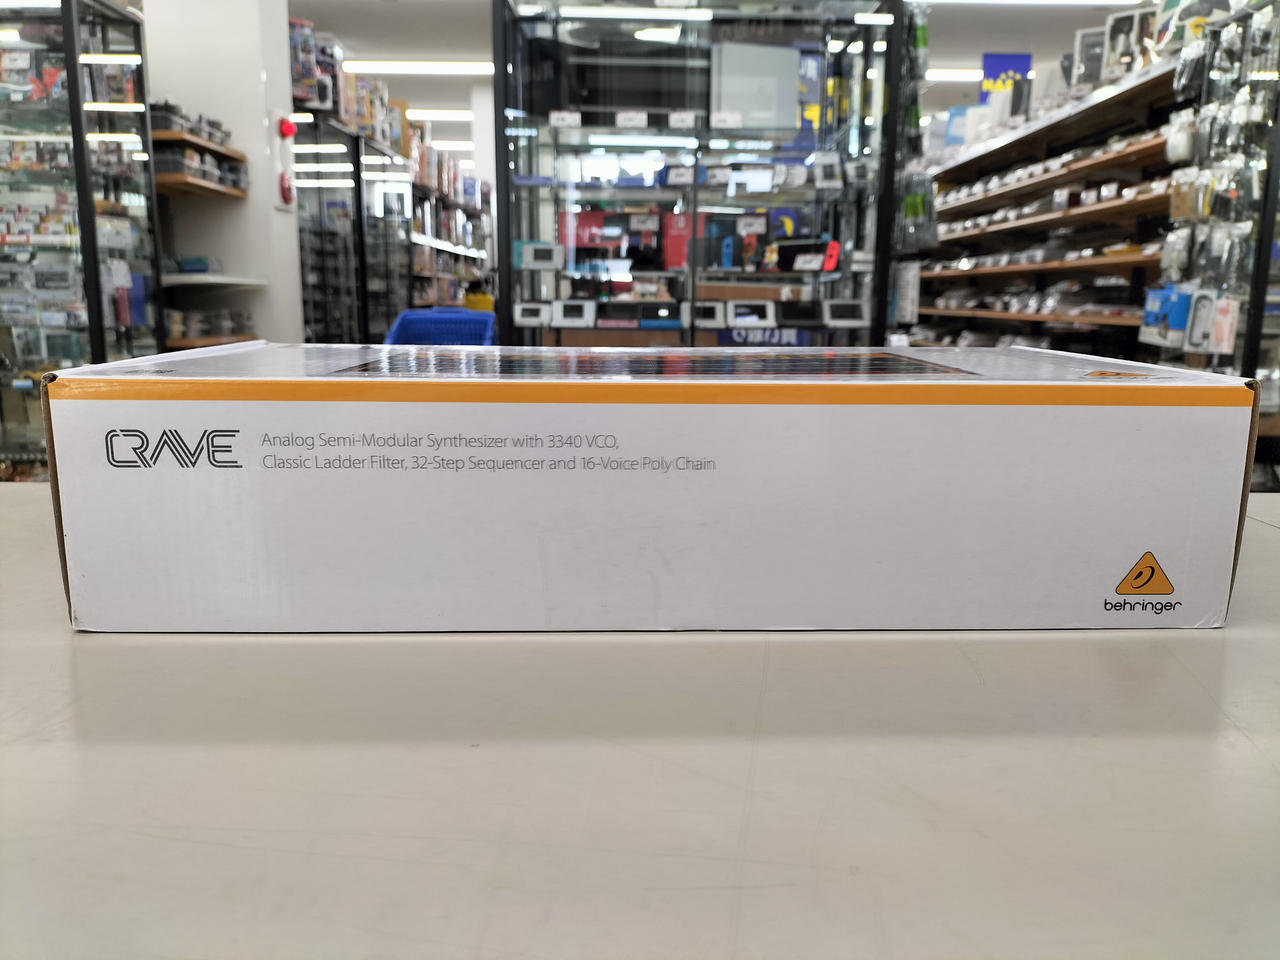 CRAVE
Analog Semi-Modular Synthesizer with 3340 VCO,
Classic Ladder Filter, 32-Step Sequencer and 16-Voice Poly Chain
behringer